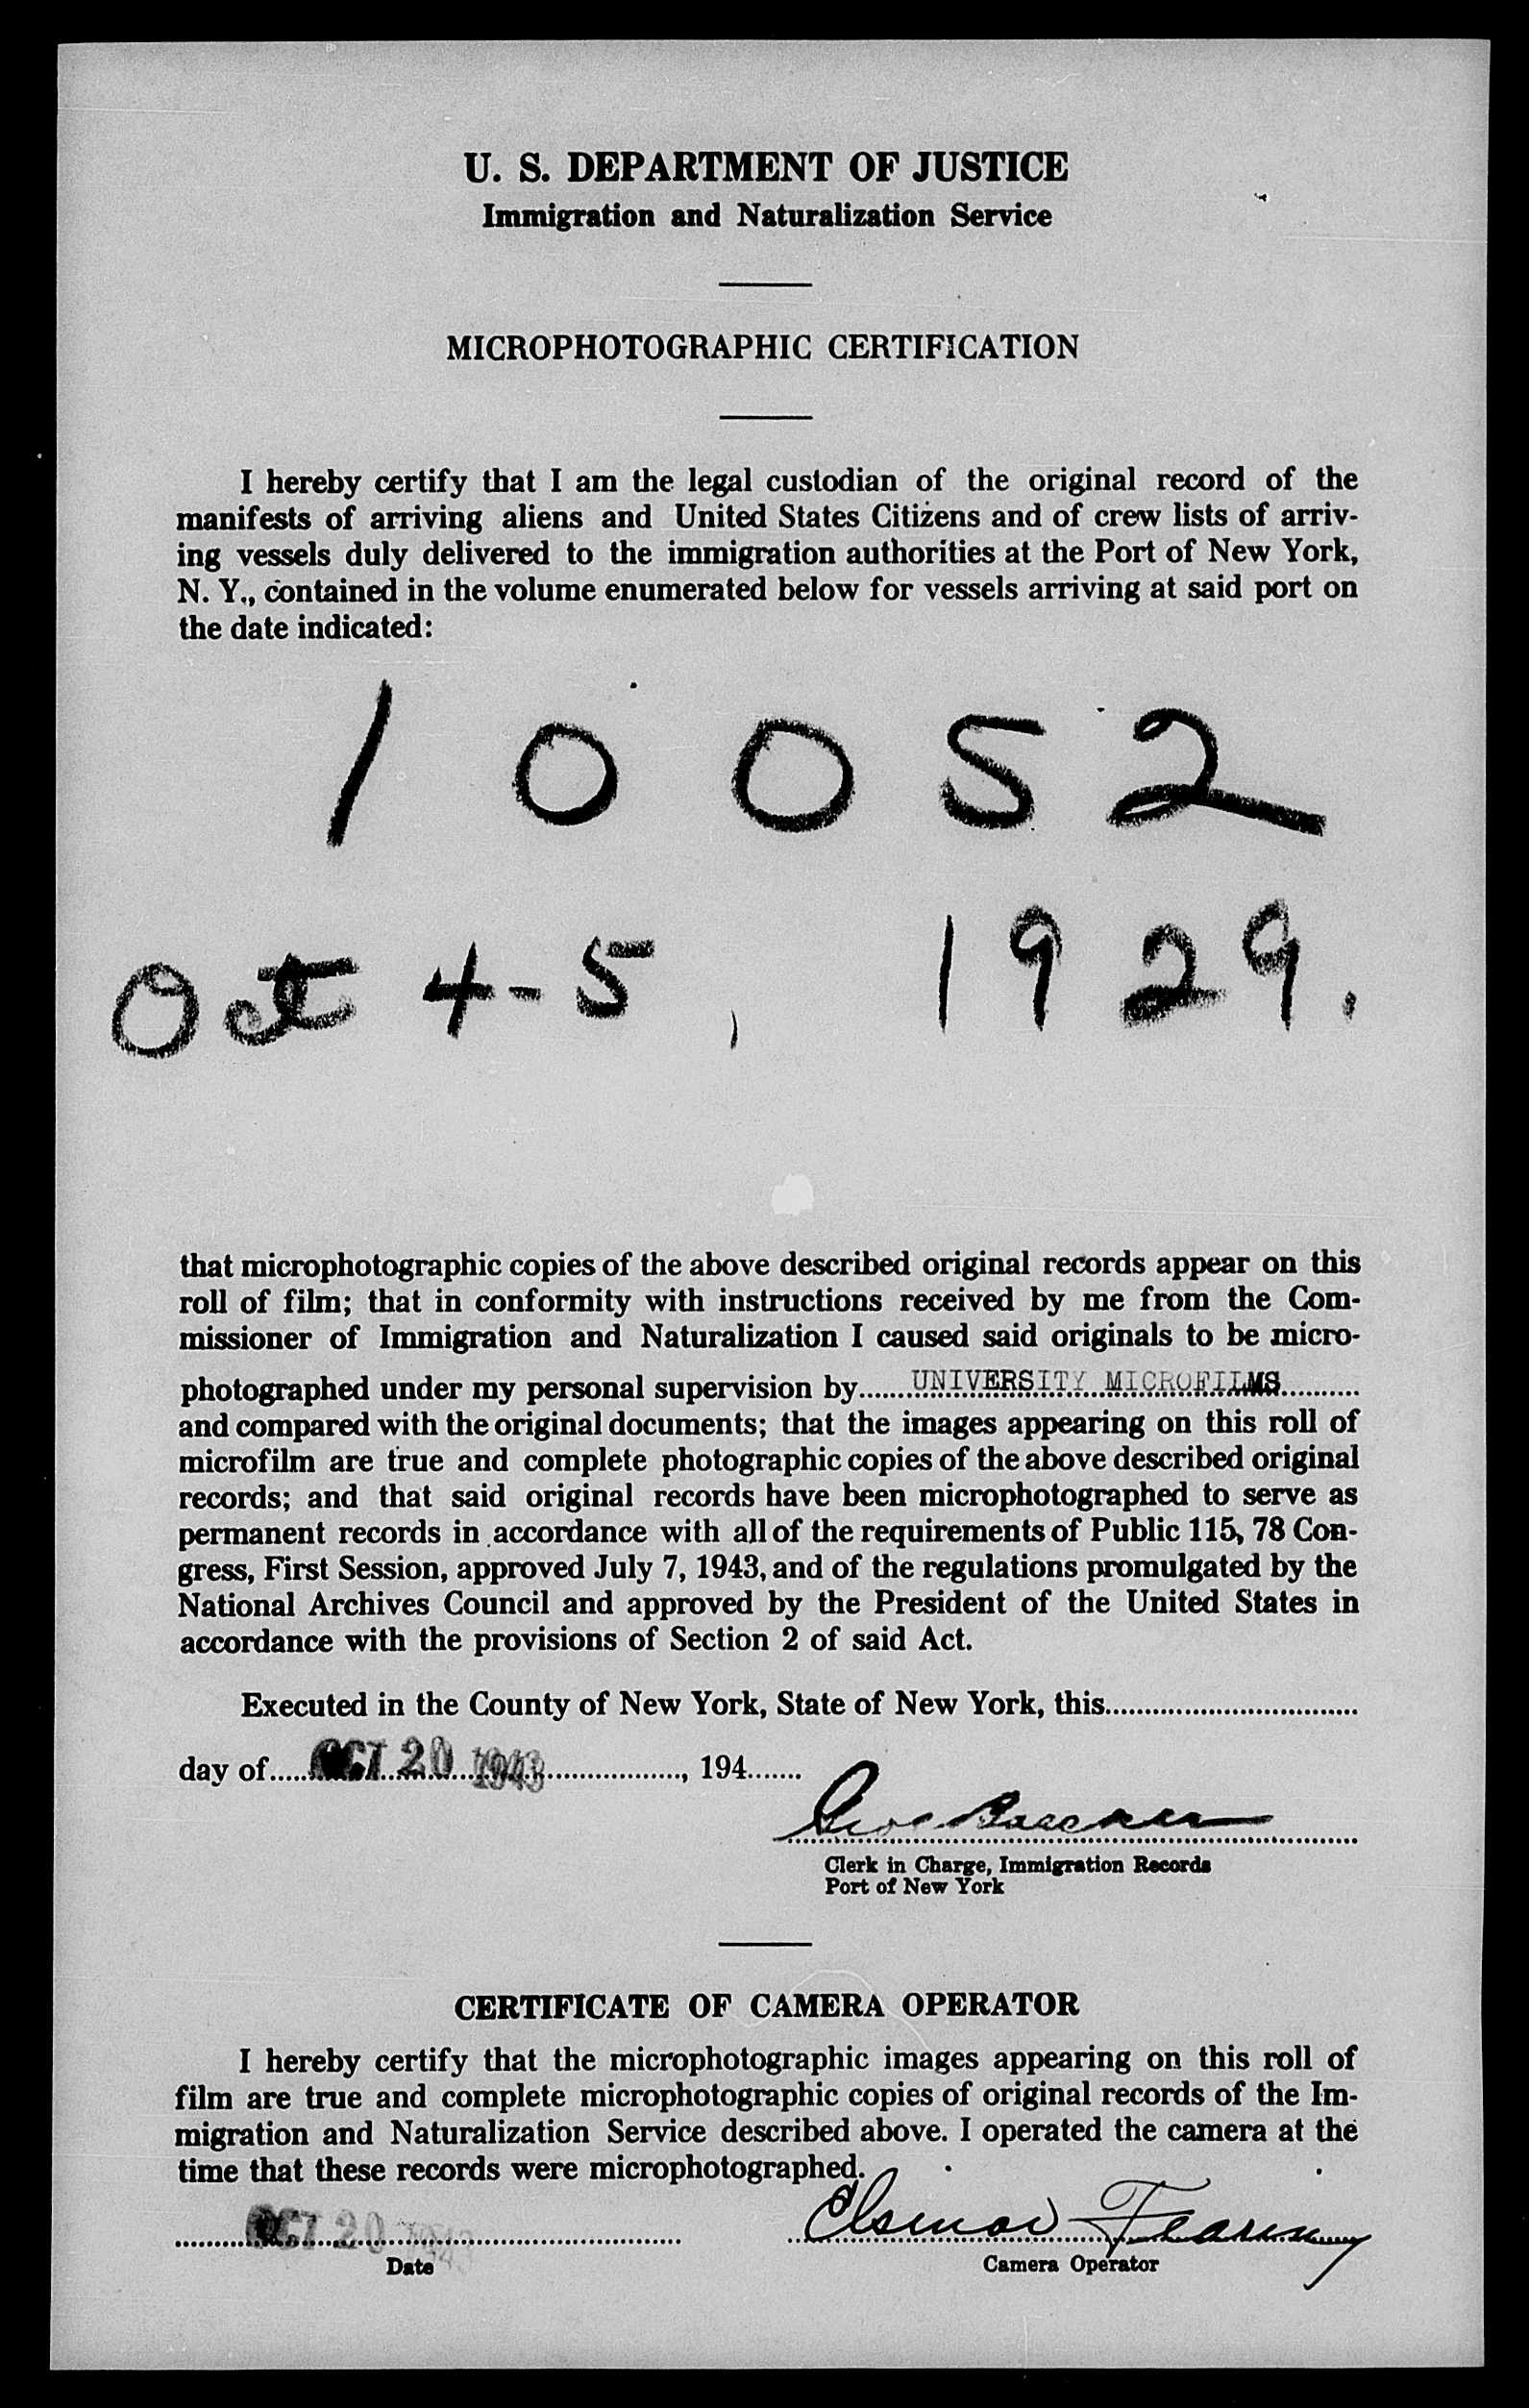 U. S. DEPARTMENT OF JUSTICE
Immigration and Naturalization Service
MICROPHOTOGRAPHIC CERTIFICATION
I hereby certify that I am the legal custodian of the original record of the
manifests of arriving aliens and United States Citizens and of crew lists of arriv-
ing vessels duly delivered to the immigration authorities at the Port of New York,
N. Y., contained in the volume enumerated below for vessels arriving at said port on
the date indicated:
1 0 0 5 2
Oct 4-5, 1929.
that microphotographic copies of the above described original records appear on this
roll of film; that in conformity with instructions received by me from the Com-
missioner of Immigration and Naturalization I caused said originals to be micro-
photographed under my personal supervision by UNIVERSITY MICROFILMS
and compared with the original documents; that the images appearing on this roll of
microfilm are true and complete photographic copies of the above described original
records; and that said original records have been microphotographed to serve as
permanent records in accordance with all of the requirements of Public 115, 78 Con-
gress, First Session, approved July 7, 1943, and of the regulations promulgated by the
National Archives Council and approved by the President of the United States in
accordance with the provisions of Section 2 of said Act.
Executed in the County of New York, State of New York, this
day of OCT 20 1943, 194
Clerk in Charge, Immigration Records
Port of New York
CERTIFICATE OF CAMERA OPERATOR
I hereby certify that the microphotographic images appearing on this roll of
film are true and complete microphotographic copies of original records of the Im-
migration and Naturalization Service described above. I operated the camera at the
time that these records were microphotographed.
OCT 20 1943
Date
Camera Operator